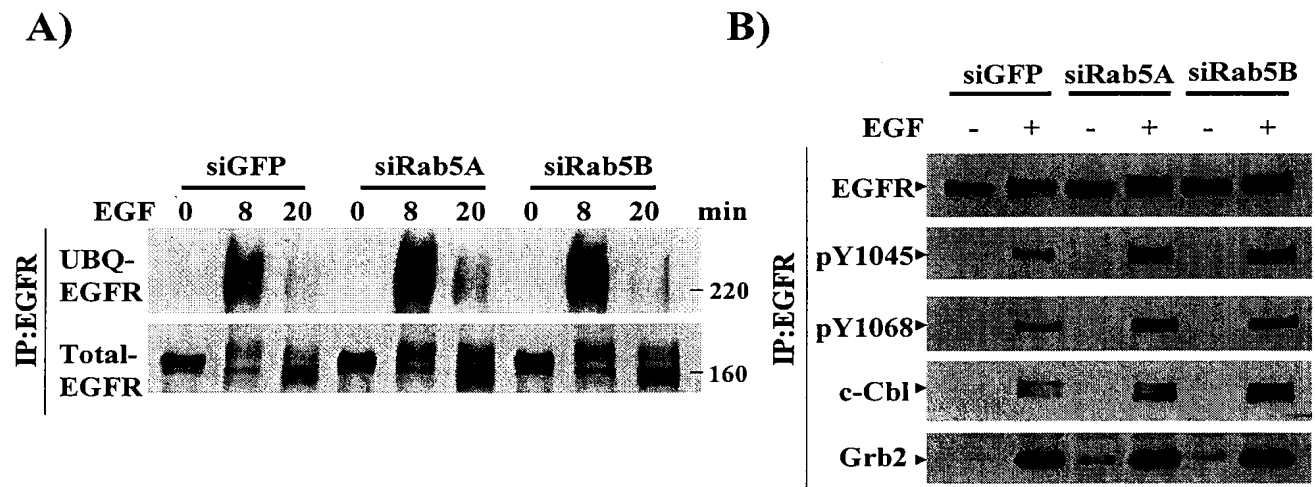 A)
siGFP siRab5A siRab5B
EGF 0 8 20 0 8 20 0 8 20 min
IP:EGFR
UBQ-
EGFR
220
Total-
EGFR
160
B)
siGFP siRab5A siRab5B
EGF - + - + - +
IP:EGFR
EGFR
pY1045
pY1068
c-Cbl
Grb2